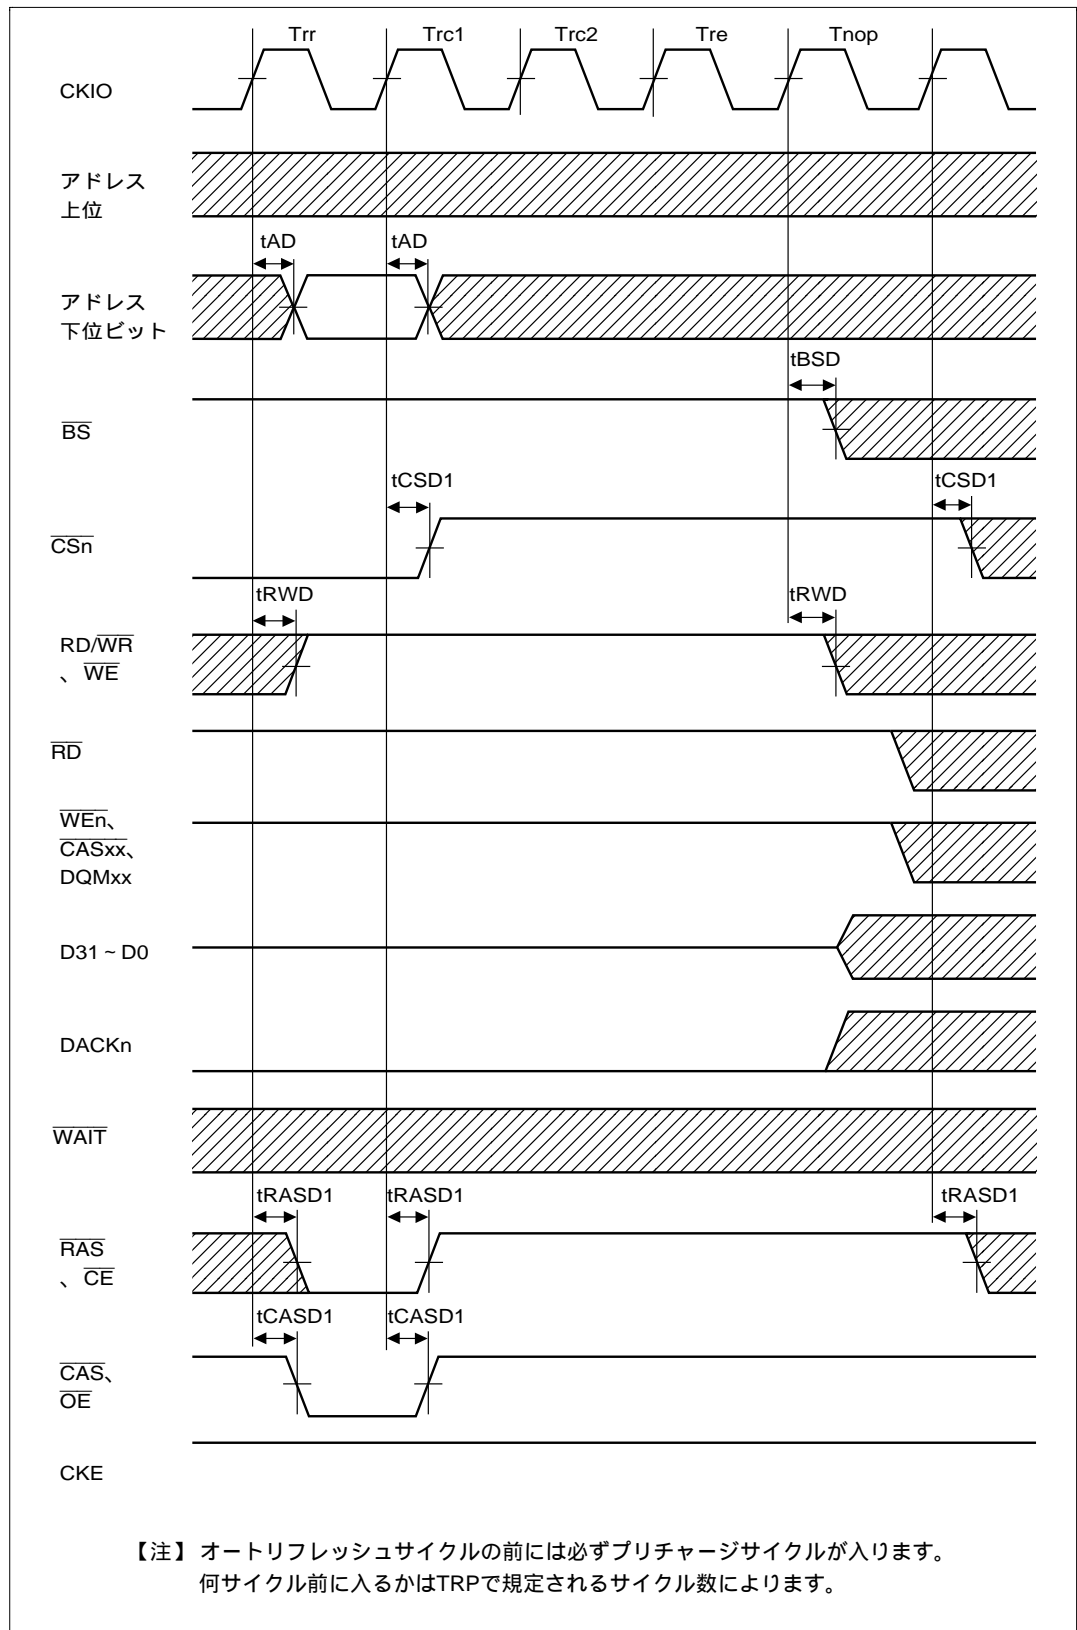 Trr Trc1 Trc2 Tre Tnop
CKIO
アドレス
上位
tAD tAD
アドレス
下位ビット
tBSD
BS
tCSD1 tCSD1
CSn
tRWD tRWD
RD/WR
、WE
RD
WEn、
CASxx、
DQMxx
D31 ~ D0
DACKn
WAIT
tRASD1 tRASD1 tRASD1
RAS
、CE
tCASD1 tCASD1
CAS、
OE
CKE
【注】 オートリフレッシュサイクルの前には必ずプリチャージサイクルが入ります。
何サイクル前に入るかはTRPで規定されるサイクル数によります。